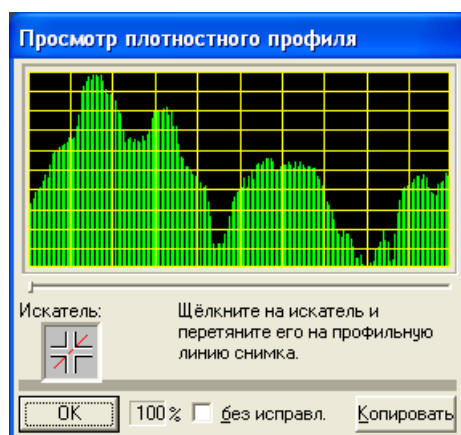 Просмотр плотностного профиля
Искатель:
Щёлкните на искатель и
перетяните его на профильную
линию снимка.
OK
100 %
без исправл.
Копировать